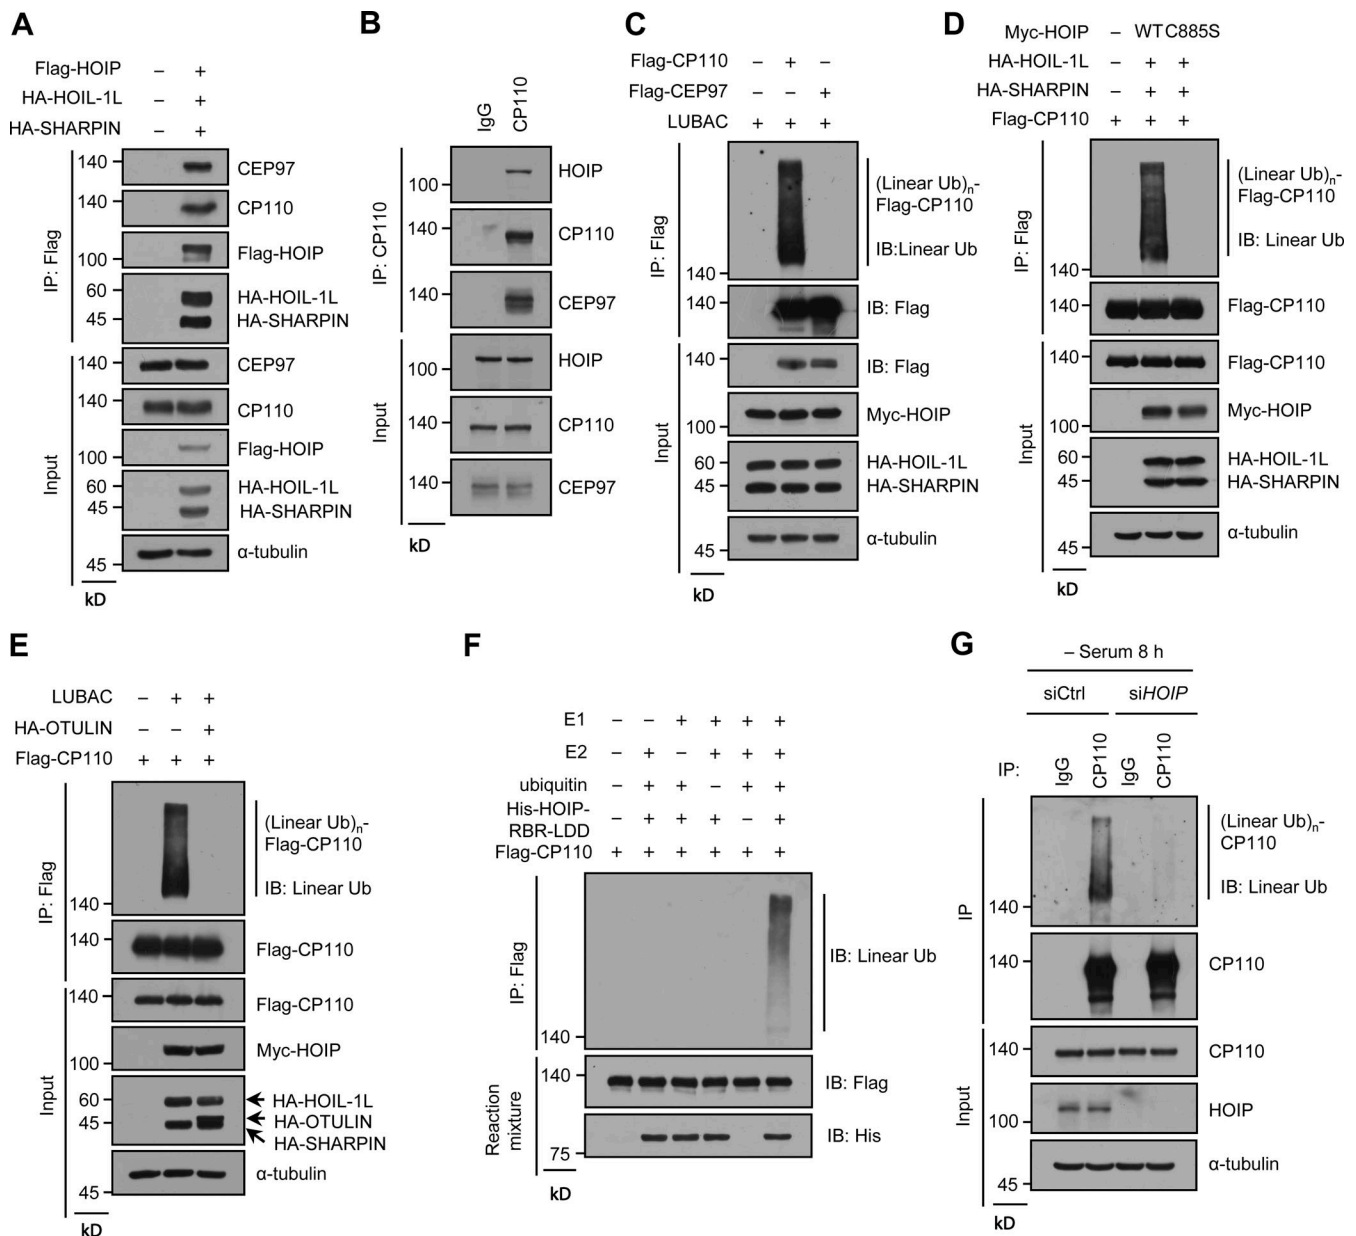 A
Flag-HOIP – +
HA-HOIL-1L – +
HA-SHARPIN – +
IP: Flag
140 CEP97
140 CP110
100 Flag-HOIP
60 HA-HOIL-1L
45 HA-SHARPIN
Input
140 CEP97
140 CP110
100 Flag-HOIP
60 HA-HOIL-1L
45 HA-SHARPIN
45 α-tubulin
kD
B
IgG CP110
IP: CP110
100 HOIP
140 CP110
140 CEP97
Input
100 HOIP
140 CP110
140 CEP97
kD
C
Flag-CP110 – + –
Flag-CEP97 – – +
LUBAC + + +
IP: Flag
(Linear Ub)n-
Flag-CP110
IB:Linear Ub
140
140 IB: Flag
Input
140 IB: Flag
100 Myc-HOIP
60 HA-HOIL-1L
45 HA-SHARPIN
45 α-tubulin
kD
D
Myc-HOIP – WT C885S
HA-HOIL-1L – + +
HA-SHARPIN – + +
Flag-CP110 + + +
IP: Flag
(Linear Ub)n-
Flag-CP110
IB: Linear Ub
140
140 Flag-CP110
Input
140 Flag-CP110
100 Myc-HOIP
60 HA-HOIL-1L
45 HA-SHARPIN
45 α-tubulin
kD
E
LUBAC – + +
HA-OTULIN – – +
Flag-CP110 + + +
IP: Flag
(Linear Ub)n-
Flag-CP110
IB: Linear Ub
140
140 Flag-CP110
Input
140 Flag-CP110
100 Myc-HOIP
60 HA-HOIL-1L
45 HA-OTULIN
HA-SHARPIN
45 α-tubulin
kD
F
E1 – – + + + +
E2 – + – + + +
ubiquitin – + + – + +
His-HOIP-
RBR-LDD – + + + – +
Flag-CP110 + + + + + +
IP: Flag
IB: Linear Ub
140
Reaction
mixture
140 IB: Flag
75 IB: His
kD
G
– Serum 8 h
siCtrl siHOIP
IP: IgG CP110 IgG CP110
IP
(Linear Ub)n-
CP110
IB: Linear Ub
140
140 CP110
Input
140 CP110
100 HOIP
45 α-tubulin
kD